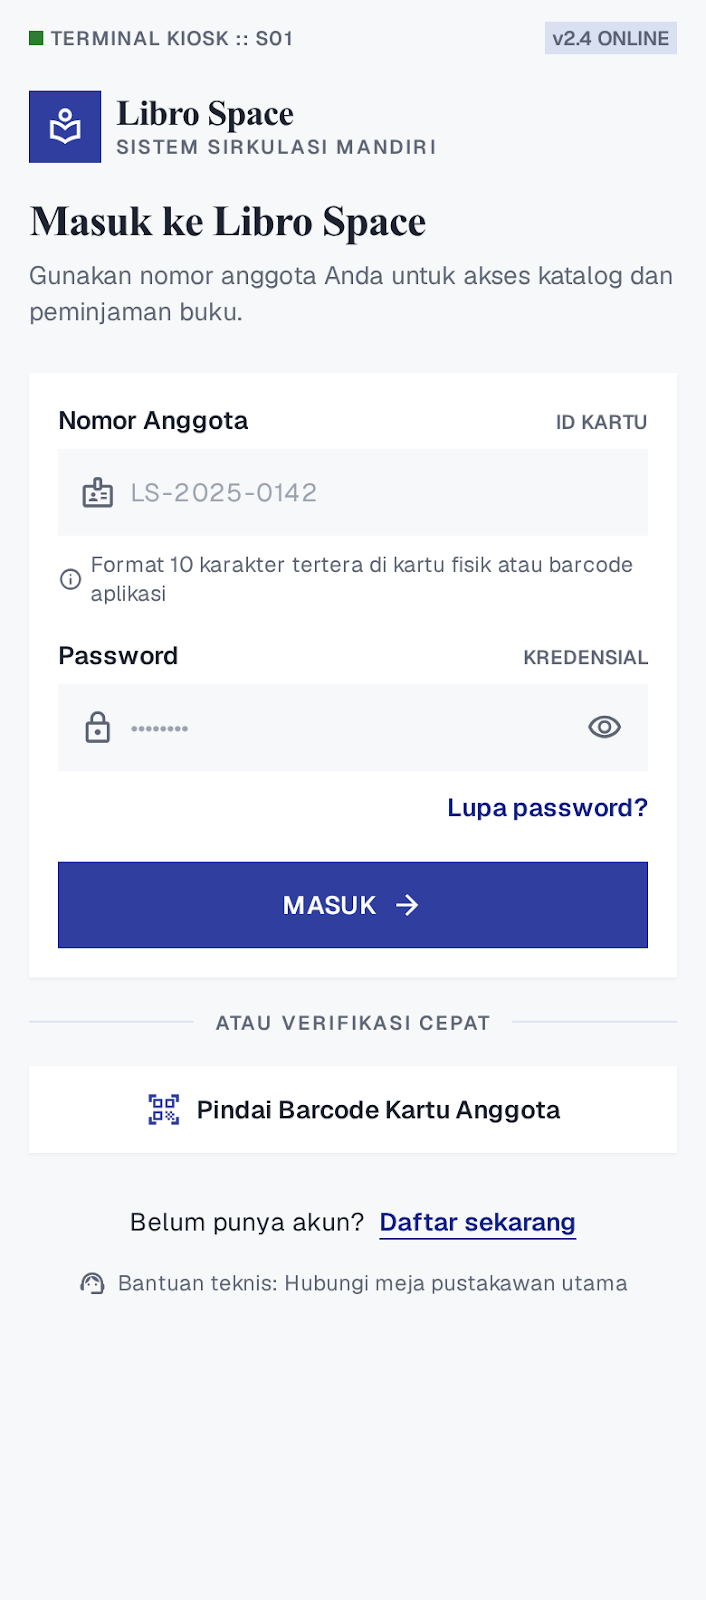 TERMINAL KIOSK :: S01
v2.4 ONLINE
Libro Space
SISTEM SIRKULASI MANDIRI
Masuk ke Libro Space
Gunakan nomor anggota Anda untuk akses katalog dan
peminjaman buku.
Nomor Anggota
ID KARTU
LS-2025-0142
Format 10 karakter tertera di kartu fisik atau barcode
aplikasi
Password
KREDENSIAL
••••••••
Lupa password?
MASUK →
ATAU VERIFIKASI CEPAT
Pindai Barcode Kartu Anggota
Belum punya akun? Daftar sekarang
Bantuan teknis: Hubungi meja pustakawan utama